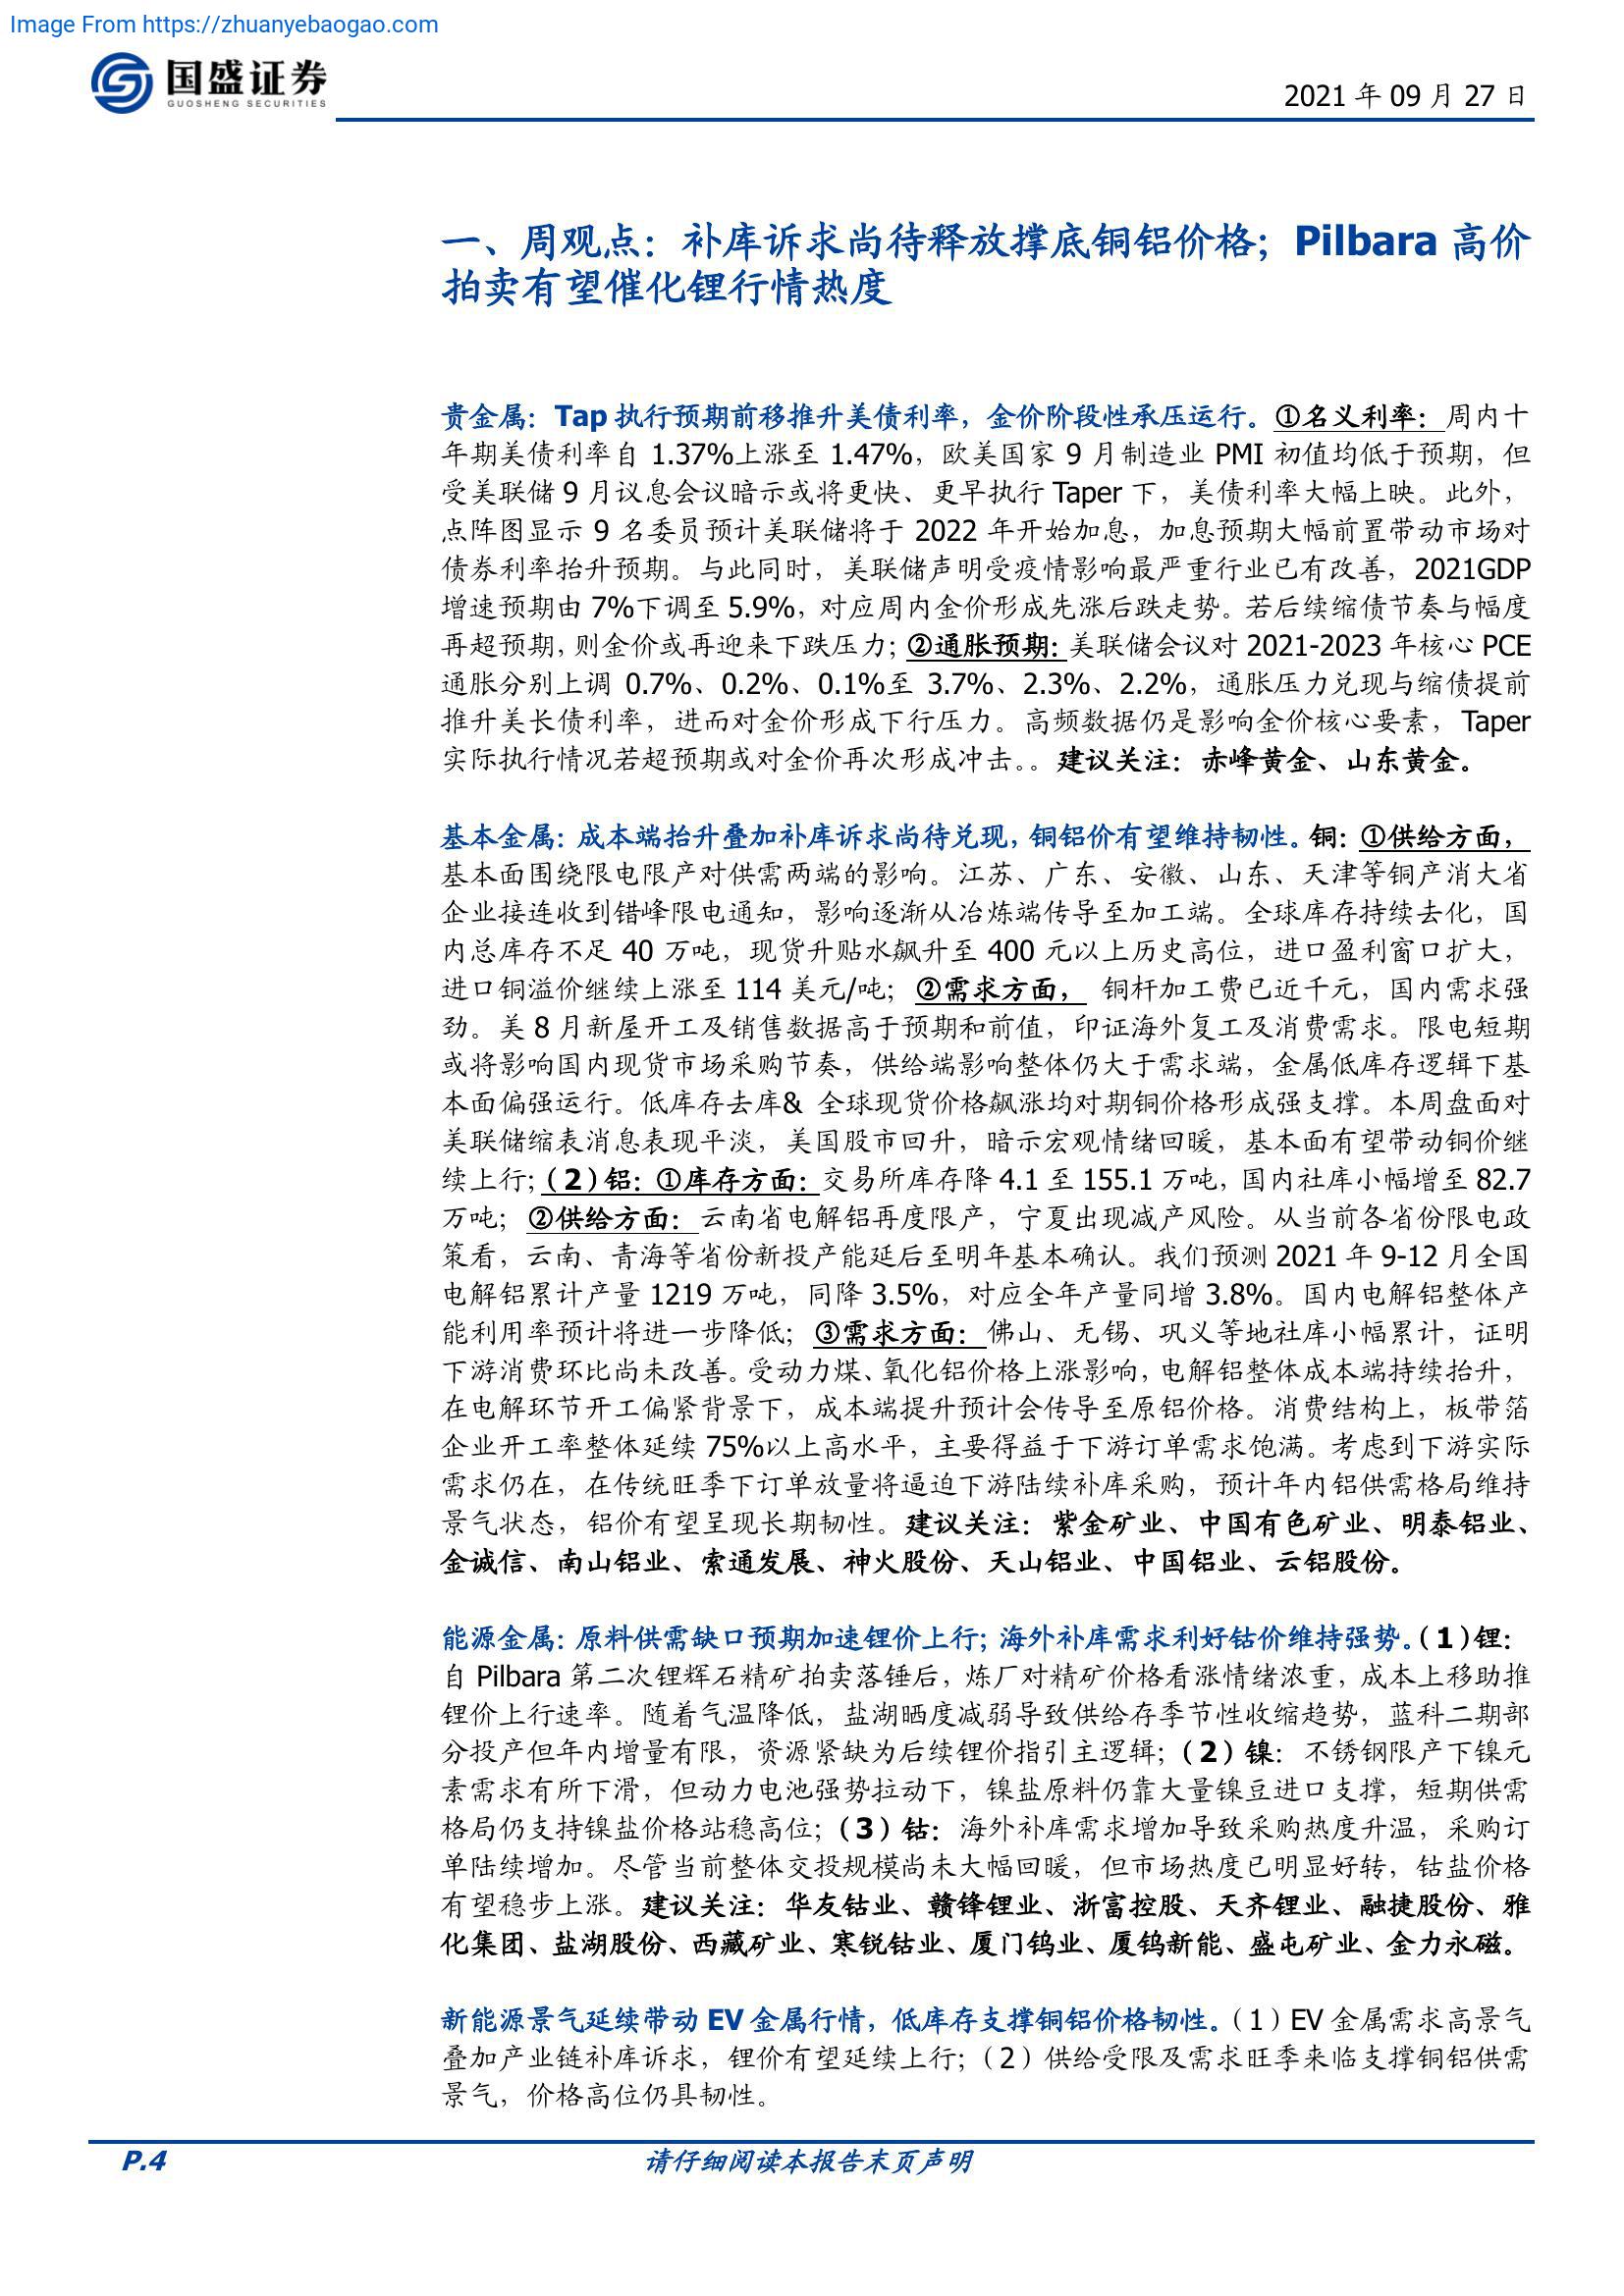 Image From https://zhuanyebaogao.com
国盛证券
GUOSHENG SECURITIES
2021 年 09 月 27 日
一、周观点：补库诉求尚待释放撑底铜铝价格；Pilbara 高价
拍卖有望催化锂行情热度
贵金属：Tap 执行预期前移推升美债利率，金价阶段性承压运行。①名义利率：周内十
年期美债利率自 1.37%上涨至 1.47%，欧美国家 9 月制造业 PMI 初值均低于预期，但
受美联储 9 月议息会议暗示或将更快、更早执行 Taper 下，美债利率大幅上映。此外，
点阵图显示 9 名委员预计美联储将于 2022 年开始加息，加息预期大幅前置带动市场对
债券利率抬升预期。与此同时，美联储声明受疫情影响最严重行业已有改善，2021GDP
增速预期由 7%下调至 5.9%，对应周内金价形成先涨后跌走势。若后续缩债节奏与幅度
再超预期，则金价或再迎来下跌压力；②通胀预期：美联储会议对 2021-2023 年核心 PCE
通胀分别上调 0.7%、0.2%、0.1%至 3.7%、2.3%、2.2%，通胀压力兑现与缩债提前
推升美长债利率，进而对金价形成下行压力。高频数据仍是影响金价核心要素，Taper
实际执行情况若超预期或对金价再次形成冲击。。建议关注：赤峰黄金、山东黄金。
基本金属：成本端抬升叠加补库诉求尚待兑现，铜铝价有望维持韧性。铜：①供给方面，
基本面围绕限电限产对供需两端的影响。江苏、广东、安徽、山东、天津等铜产消大省
企业接连收到错峰限电通知，影响逐渐从冶炼端传导至加工端。全球库存持续去化，国
内总库存不足 40 万吨，现货升贴水飙升至 400 元以上历史高位，进口盈利窗口扩大，
进口铜溢价继续上涨至 114 美元/吨；②需求方面， 铜杆加工费已近千元，国内需求强
劲。美 8 月新屋开工及销售数据高于预期和前值，印证海外复工及消费需求。限电短期
或将影响国内现货市场采购节奏，供给端影响整体仍大于需求端，金属低库存逻辑下基
本面偏强运行。低库存去库& 全球现货价格飙涨均对期铜价格形成强支撑。本周盘面对
美联储缩表消息表现平淡，美国股市回升，暗示宏观情绪回暖，基本面有望带动铜价继
续上行；（2）铝：①库存方面：交易所库存降 4.1 至 155.1 万吨，国内社库小幅增至 82.7
万吨；②供给方面：云南省电解铝再度限产，宁夏出现减产风险。从当前各省份限电政
策看，云南、青海等省份新投产能延后至明年基本确认。我们预测 2021 年 9-12 月全国
电解铝累计产量 1219 万吨，同降 3.5%，对应全年产量同增 3.8%。国内电解铝整体产
能利用率预计将进一步降低；③需求方面：佛山、无锡、巩义等地社库小幅累计，证明
下游消费环比尚未改善。受动力煤、氧化铝价格上涨影响，电解铝整体成本端持续抬升，
在电解环节开工偏紧背景下，成本端提升预计会传导至原铝价格。消费结构上，板带箔
企业开工率整体延续 75%以上高水平，主要得益于下游订单需求饱满。考虑到下游实际
需求仍在，在传统旺季下订单放量将逼迫下游陆续补库采购，预计年内铝供需格局维持
景气状态，铝价有望呈现长期韧性。建议关注：紫金矿业、中国有色矿业、明泰铝业、
金诚信、南山铝业、索通发展、神火股份、天山铝业、中国铝业、云铝股份。
能源金属：原料供需缺口预期加速锂价上行；海外补库需求利好钴价维持强势。（1）锂：
自 Pilbara 第二次锂辉石精矿拍卖落锤后，炼厂对精矿价格看涨情绪浓重，成本上移助推
锂价上行速率。随着气温降低，盐湖晒度减弱导致供给存季节性收缩趋势，蓝科二期部
分投产但年内增量有限，资源紧缺为后续锂价指引主逻辑；（2）镍：不锈钢限产下镍元
素需求有所下滑，但动力电池强势拉动下，镍盐原料仍靠大量镍豆进口支撑，短期供需
格局仍支持镍盐价格站稳高位；（3）钴：海外补库需求增加导致采购热度升温，采购订
单陆续增加。尽管当前整体交投规模尚未大幅回暖，但市场热度已明显好转，钴盐价格
有望稳步上涨。建议关注：华友钴业、赣锋锂业、浙富控股、天齐锂业、融捷股份、雅
化集团、盐湖股份、西藏矿业、寒锐钴业、厦门钨业、厦钨新能、盛屯矿业、金力永磁。
新能源景气延续带动 EV 金属行情，低库存支撑铜铝价格韧性。（1）EV 金属需求高景气
叠加产业链补库诉求，锂价有望延续上行；（2）供给受限及需求旺季来临支撑铜铝供需
景气，价格高位仍具韧性。
P.4
请仔细阅读本报告末页声明